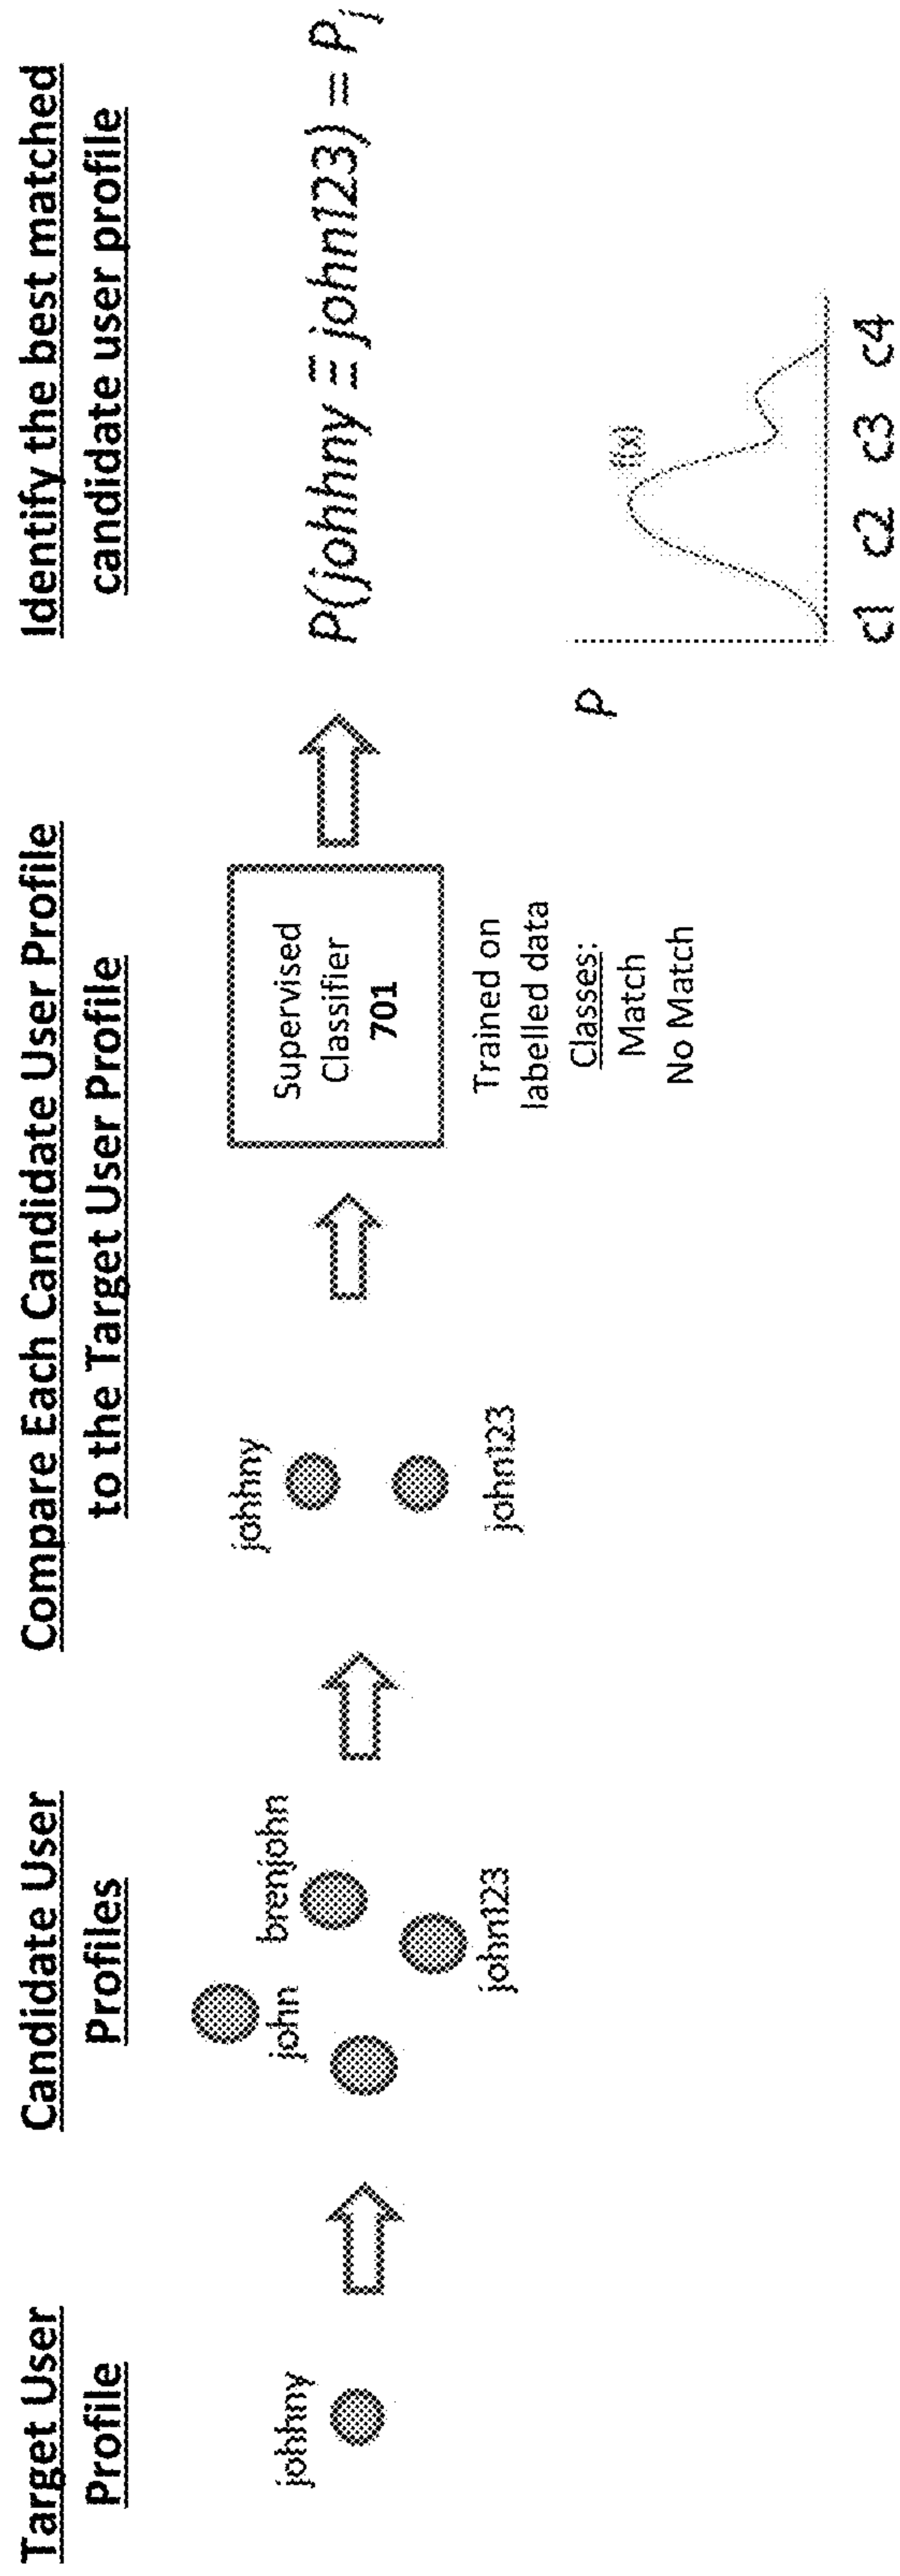 Target User
Profile
johhny
Candidate User
Profiles
john
brenjohn
john123
Compare Each Candidate User Profile
to the Target User Profile
johhny
john123
Supervised
Classifier
701
Trained on
labelled data
Classes:
Match
No Match
Identify the best matched
candidate user profile
P(johhny ≡ john123) = Pi
P
f(x)
c1 c2 c3 c4